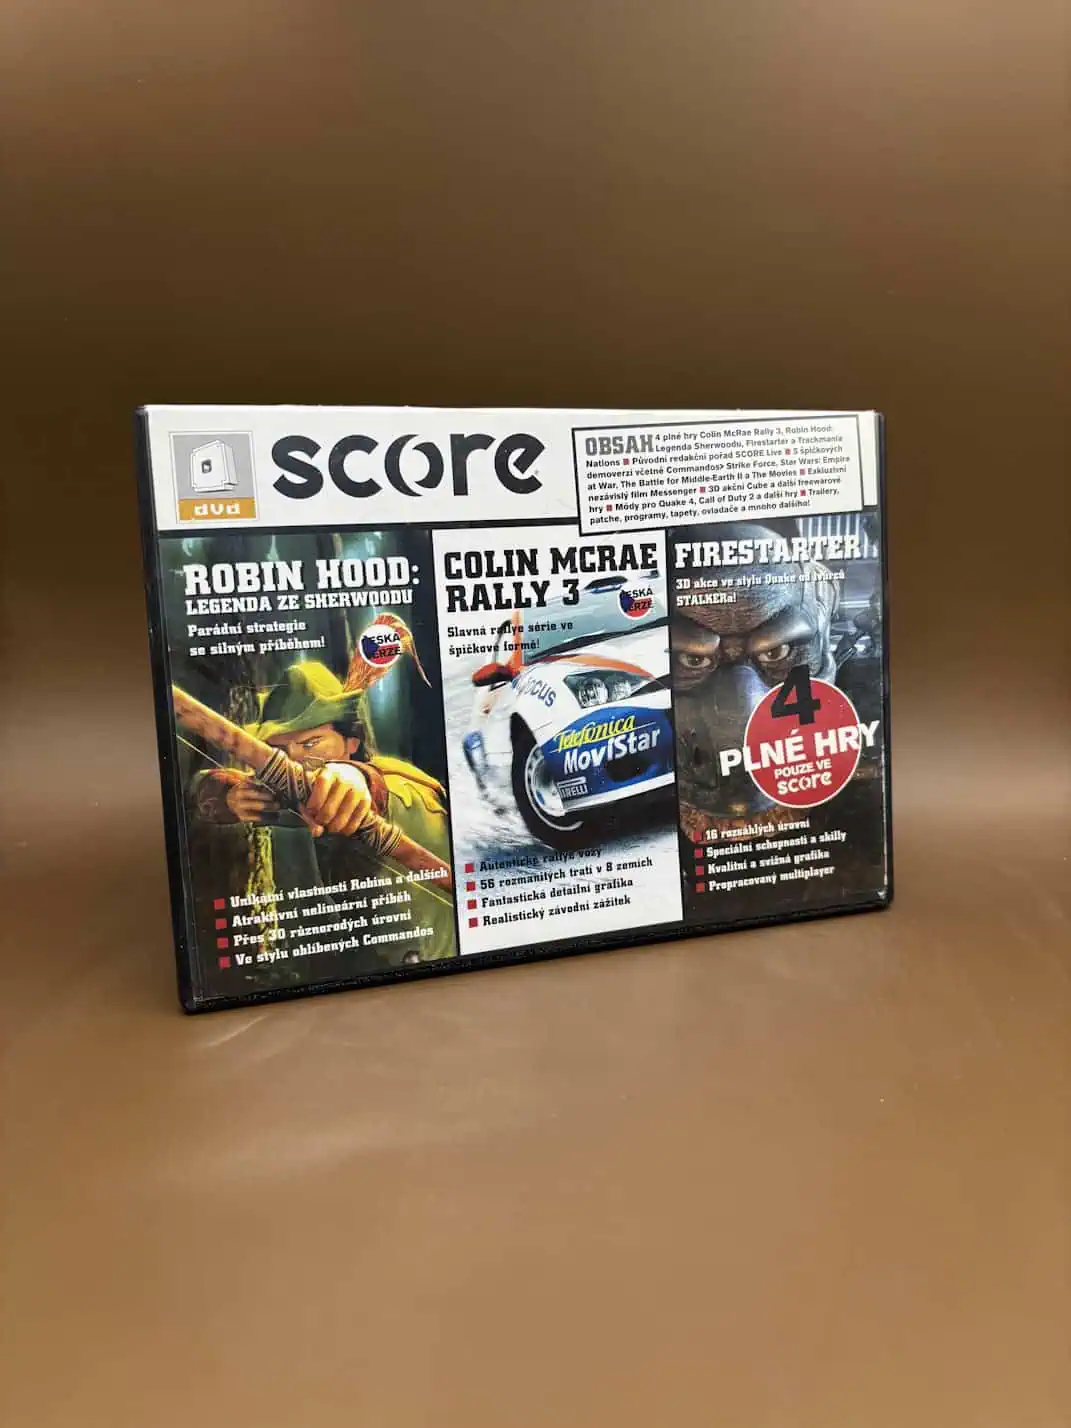 dvd
score
OBSAH 4 plné hry Colin McRae Rally 3, Robin Hood:
Legenda Sherwoodu, Firestarter a Trackmania
Nations ■ Původní redakční pořad SCORE Live ■ 5 špičkových
demoverzí včetně Commandos> Strike Force, Star Wars: Empire
at War, The Battle for Middle-Earth II a The Movies ■ Exkluzivní
nezávislý film Messenger ■ 3D akční Cube a další freewarové
hry ■ Módy pro Quake 4, Call of Duty 2 a další hry ■ Trailery,
patche, programy, tapety, ovladače a mnoho dalšího!
ROBIN HOOD:
LEGENDA ZE SHERWOODU
Parádní strategie
se silným příběhem!
ČESKÁ
VERZE
■ Unikátní vlastnosti Robina a dalších
■ Atraktivní nelineární příběh
■ Přes 30 různorodých úrovní
■ Ve stylu oblíbených Commandos
COLIN MCRAE
RALLY 3
Slavná rallye série ve
špičkové formě!
ČESKÁ
VERZE
Focus
Telefonica
MoviStar
PIRELLI
■ Autentické rallye vozy
■ 56 rozmanitých tratí v 8 zemích
■ Fantastická detailní grafika
■ Realistický závodní zážitek
FIRESTARTER
3D akce ve stylu Quake od tvůrců
STALKERa!
4
PLNÉ HRY
POUZE VE
score
■ 16 rozsáhlých úrovní
■ Speciální schopnosti a skilly
■ Kvalitní a svižná grafika
■ Propracovaný multiplayer